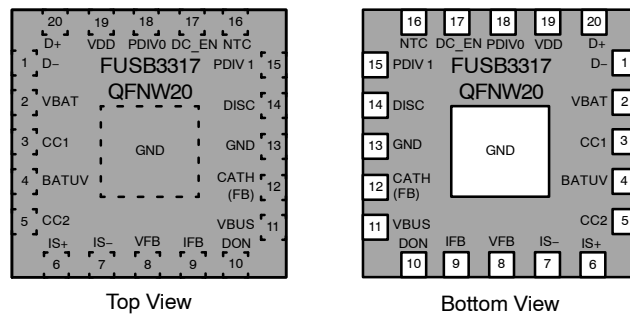 20 19 18 17 16
D+ VDD PDIV0 DC_EN NTC
1 D− FUSB3317 PDIV 1 15
QFNW20
2 VBAT DISC 14
3 CC1 GND GND 13
4 BATUV CATH (FB) 12
5 CC2 VBUS 11
IS+ IS− VFB IFB DON
6 7 8 9 10
Top View
16 17 18 19 20
NTC DC_EN PDIV0 VDD D+
15 PDIV 1 FUSB3317 D− 1
QFNW20
14 DISC VBAT 2
13 GND GND CC1 3
12 CATH (FB) BATUV 4
11 VBUS CC2 5
DON IFB VFB IS− IS+
10 9 8 7 6
Bottom View